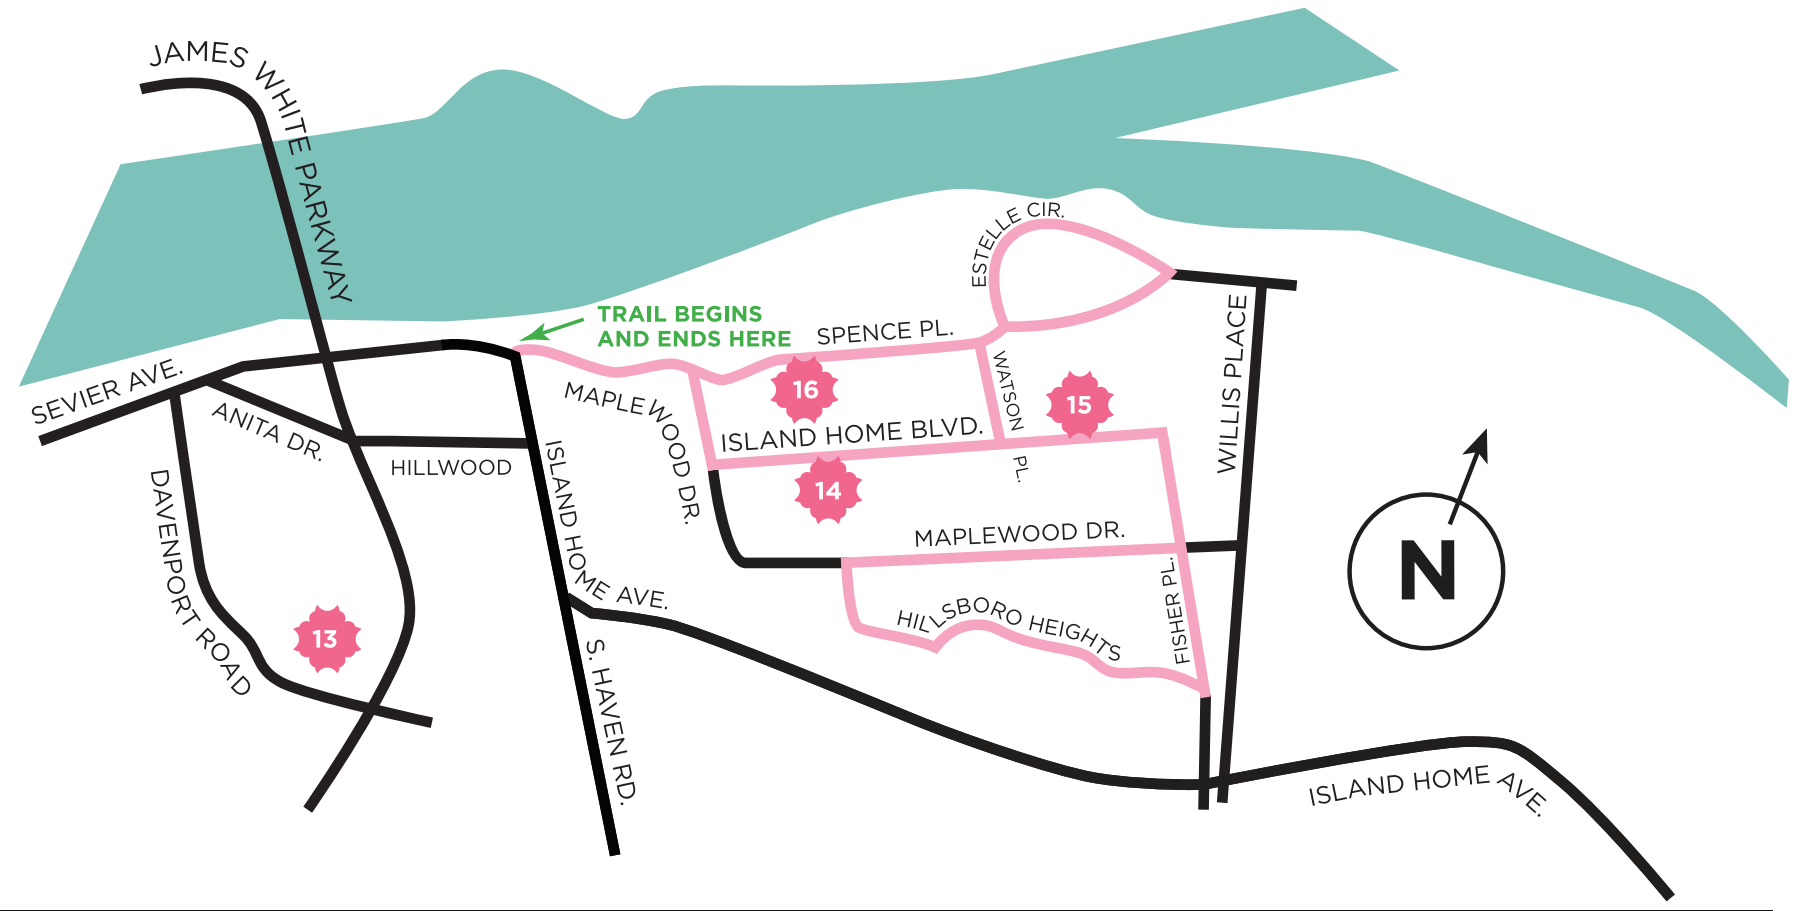 JAMES WHITE PARKWAY
ESTELLE CIR.
TRAIL BEGINS
AND ENDS HERE
SPENCE PL.
WILLIS PLACE
SEVIER AVE.
ANITA DR.
HILLWOOD
MAPLEWOOD DR.
16
WATSON PL.
15
ISLAND HOME BLVD.
14
DAVENPORT ROAD
ISLAND HOME AVE.
MAPLEWOOD DR.
N
13
HILLSBORO HEIGHTS
FISHER PL.
S. HAVEN RD.
ISLAND HOME AVE.